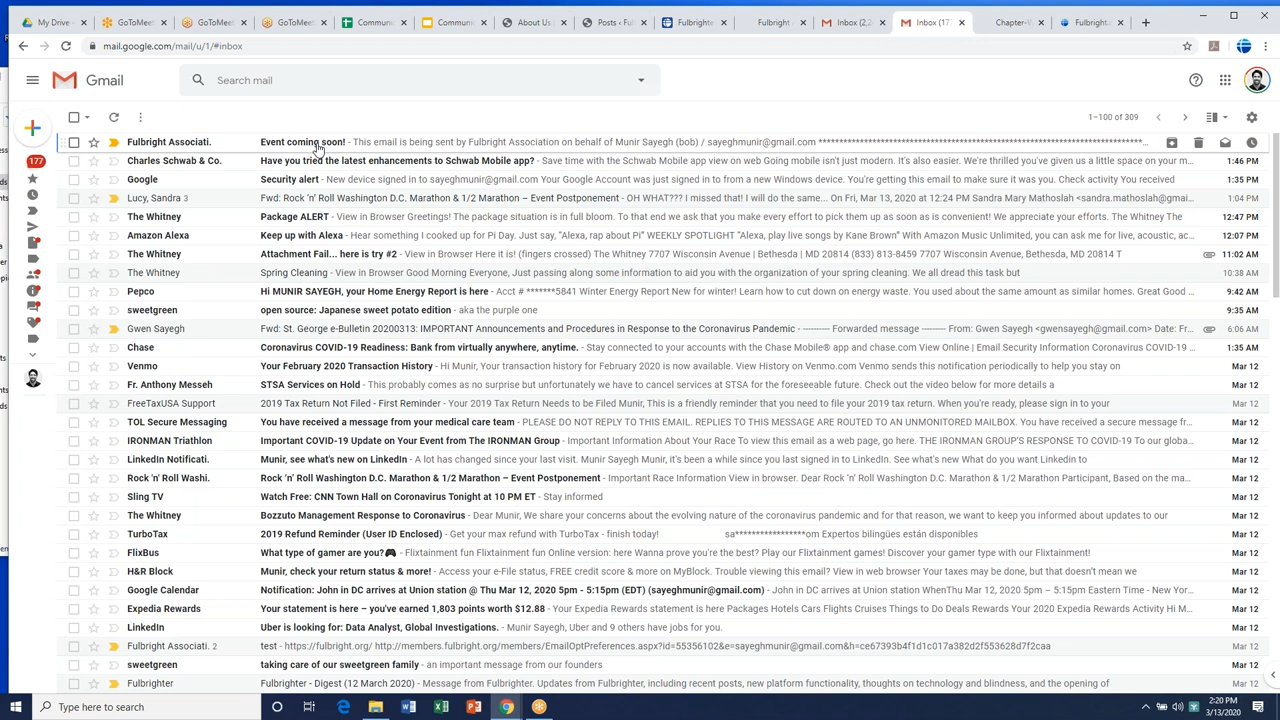 My Drive - GoToMeet GoToMeet GoToMeet Communi Communi About Us | Posts ‹ Ful Fulbrighte Fulbright A Inbox (2,2 Inbox (177 Chapter-W Fulbright
mail.google.com/mail/u/1/#inbox
Gmail Search mail
1–100 of 309
Fulbright Associati. Event coming soon! - This email is being sent by Fulbright Association on behalf of Munir Sayegh (bob) / sayeghmunir@gmail.com
177 Charles Schwab & Co. Have you tried the latest enhancements to Schwab Mobile app? - Save time with the Schwab Mobile app view on web Going mobile isn't just modern. It's also easier. We're thrilled you've given us a little space on your m... 1:46 PM
Google Security alert - New device signed in to sayeghmunir@gmail.com Your Google Account was just signed in to from a new Windows device. You're getting this email to make sure it was you. Check activity You received 1:35 PM
Lucy, Sandra 3 Fwd: Rock 'n' Roll Washington D.C. Marathon & 1/2 Marathon – Event Postponement - OH WHAT??? I missed that! I will do the same... On Fri, Mar 13, 2020 at 12:24 PM Sandra Mary Mathoslah <sandra.mathoslah@gmai... 1:04 PM
The Whitney Package ALERT - View in Browser Greetings! The package situation is in full bloom. To that end we ask that you make every effort to pick them up as soon as is convenient! We appreciate your efforts. The Whitney The 12:47 PM
Amazon Alexa Keep up with Alexa - Hear something I cooked up for Pi Day. Just say, "Alexa, rap about Pi" WEEKLY SPOTLIGHT "Alexa, play live songs by Kane Brown" With Amazon Music Unlimited, you can ask me for live, acoustic, ac... 12:07 PM
The Whitney Attachment Fail... here is try #2 - View in Browser Here it is! (fingers crossed) The Whitney 7707 Wisconsin Avenue | Bethesda | MD 20814 (833) 813-8459 7707 Wisconsin Avenue | Bethesda, MD 20814 T 11:02 AM
The Whitney Spring Cleaning - View in Browser Good Morning Everyone, Just passing along some information to aid you with the organization of your spring cleaning. We all dread this task but 10:38 AM
Pepco Hi MUNIR SAYEGH, your Home Energy Report is here - Acct # *******5841 Winter Energy Report New for winter! Learn how to cut down on energy waste. You used about the same amount as similar homes. Great Good ... 9:42 AM
sweetgreen open source: Japanese sweet potato edition - aka the purple one 9:35 AM
Gwen Sayegh Fwd: St. George e-Bulletin 20200313: IMPORTANT Announcements and Procedures in Response to the Coronavirus Pandemic - ---------- Forwarded message --------- From: Gwen Sayegh <gwensayegh@gmail.com> Date: Fr... 6:06 AM
Chase Coronavirus COVID-19 Readiness: Bank from virtually anywhere, anytime. - Stay connected to your accounts with the Chase Mobile® app and chase.com View Online | Email Security Information Coronavirus COVID-19 ... 1:35 AM
Venmo Your February 2020 Transaction History - Hi Munir, Your transaction history for February 2020 is now available. View History on Venmo.com Venmo sends this notification periodically to help you stay on Mar 12
Fr. Anthony Messeh STSA Services on Hold - This probably comes as no surprise but unfortunately we have to cancel services at STSA for the foreseeable future. Check out the video below for more details a Mar 12
FreeTaxUSA Support 2019 Tax Return Not Filed - First Reminder - Your 2019 Tax Return Needs to be Filed Munir, This is a friendly reminder that you need to file your 2019 tax return. When you're ready, please sign in to your Mar 12
TOL Secure Messaging You have received a message from your medical care team - PLEASE DO NOT REPLY TO THIS EMAIL. REPLIES TO THIS MESSAGE ARE ROUTED TO AN UNMONITORED MAILBOX. You have received a secure message fr... Mar 12
IRONMAN Triathlon Important COVID-19 Update on Your Event from The IRONMAN Group - Important Information About Your Race To view this email as a web page, go here. THE IRONMAN GROUP'S RESPONSE TO COVID-19 To our globa... Mar 12
LinkedIn Notificati. Munir, see what's new on LinkedIn - A lot has changed since your last visit. Munir Sayegh Munir, it's been a while since you last signed in to LinkedIn. See what's new What do you want Linkedin to Mar 12
Rock 'n' Roll Washi. Rock 'n' Roll Washington D.C. Marathon & 1/2 Marathon – Event Postponement - Important Race Information View in browser. Dear Rock 'n' Roll Washington D.C. Marathon & 1/2 Marathon Participant, Based on the ma... Mar 12
Sling TV Watch Free: CNN Town Hall on Coronavirus Tonight at 10 PM ET - Stay informed Mar 12
The Whitney Bozzuto Management Response to Coronavirus - Dear Munir, We share your concerns about the evolving nature of the coronavirus pandemic and for that reason, we want to keep you informed about updates to our Mar 12
TurboTax 2019 Refund Reminder (User ID Enclosed) - Get your max refund with TurboTax - finish today! sa*****************om Expertos bilingües están disponibles Mar 12
FlixBus What type of gamer are you?🎮 - Flixtainment fun Flixtainment fun Online version: here Wanna prove you're the best? Play our Flixtainment games! Discover your gamer type with our Flixtainment! Mar 12
H&R Block Munir, check your return status & more! - Access your e-File status, FREE credit score & more on MyBlock. Trouble viewing this email? View in web browser Your taxes may be done, but that doesn't mean we Mar 12
Google Calendar Notification: John in DC arrives at Union station @ Thu Mar 12, 2020 5pm - 5:15pm (EDT) (sayeghmunir@gmail.com) - John in DC arrives at Union station WhenThu Mar 12, 2020 5pm – 5:15pm Eastern Time - New Yor... Mar 12
Expedia Rewards Your statement is here – you've earned 1,803 points worth $12.88 - Your Expedia Rewards statement is here Packages Hotels Cars Flights Cruises Things to Do Deals Rewards Your 2020 Expedia Rewards Activity Hi M... Mar 12
LinkedIn Uber is looking for: Data Analyst, Global Investigations. - Munir Sayegh, Uber and 9 others have jobs for you. Mar 12
Fulbright Associati. 2 test - https://fulbright.org/ http://members.fulbright.org/members/EmailOptPreferences.aspx?id=55356102&e=sayeghmunir@gmail.com&h=ce67393b4f1d1c017a382d2f553628d7f2caa Mar 12
sweetgreen taking care of our sweetgreen family - an important message from our founders Mar 12
Fulbrighter Fulbrighter - Digest (12 March 2020) - Message from Fulbrighter. Updates from Fulbrighter, including recent posts, new platform functionality, thoughts on technology and blindness, and the opening of Mar 12
Type here to search 2:20 PM
3/13/2020